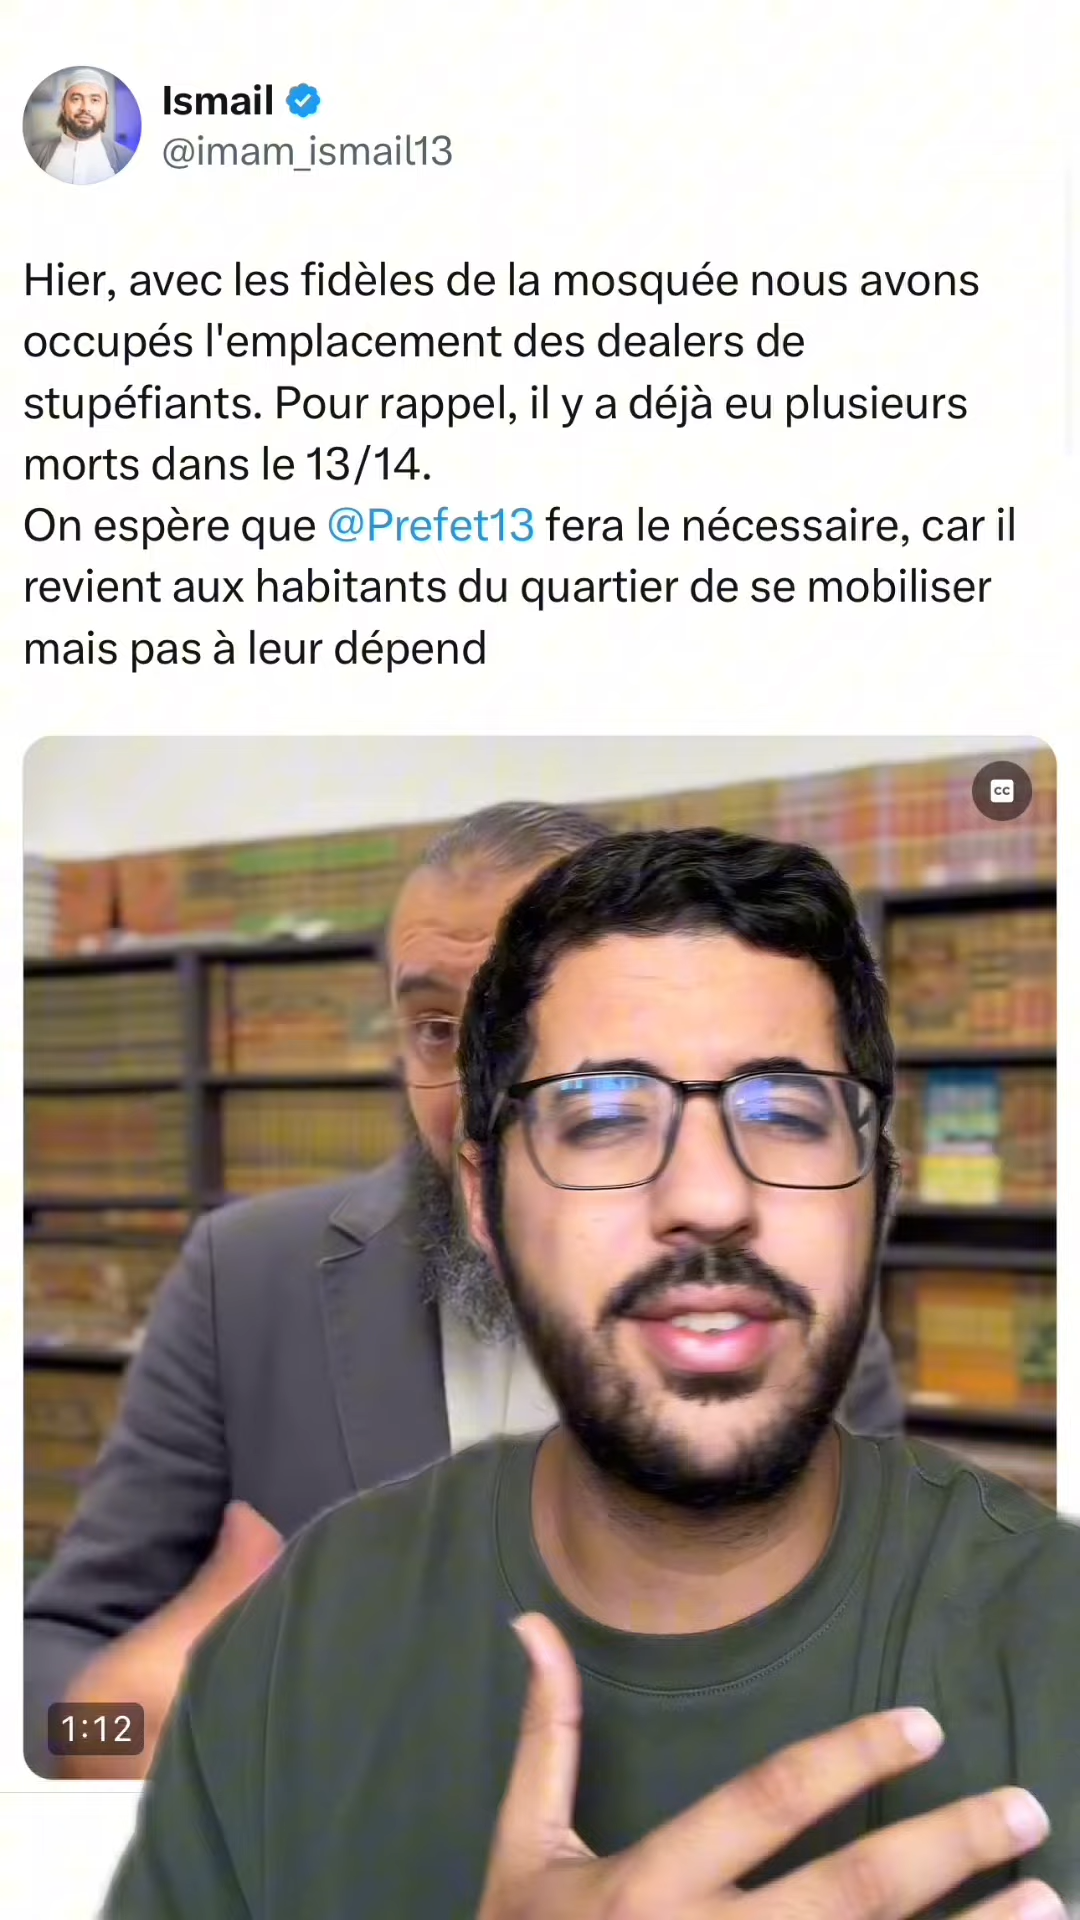 Ismail
@imam_ismail13
Hier, avec les fidèles de la mosquée nous avons
occupés l'emplacement des dealers de
stupéfiants. Pour rappel, il y a déjà eu plusieurs
morts dans le 13/14.
On espère que @Prefet13 fera le nécessaire, car il
revient aux habitants du quartier de se mobiliser
mais pas à leur dépend
CC
1:12